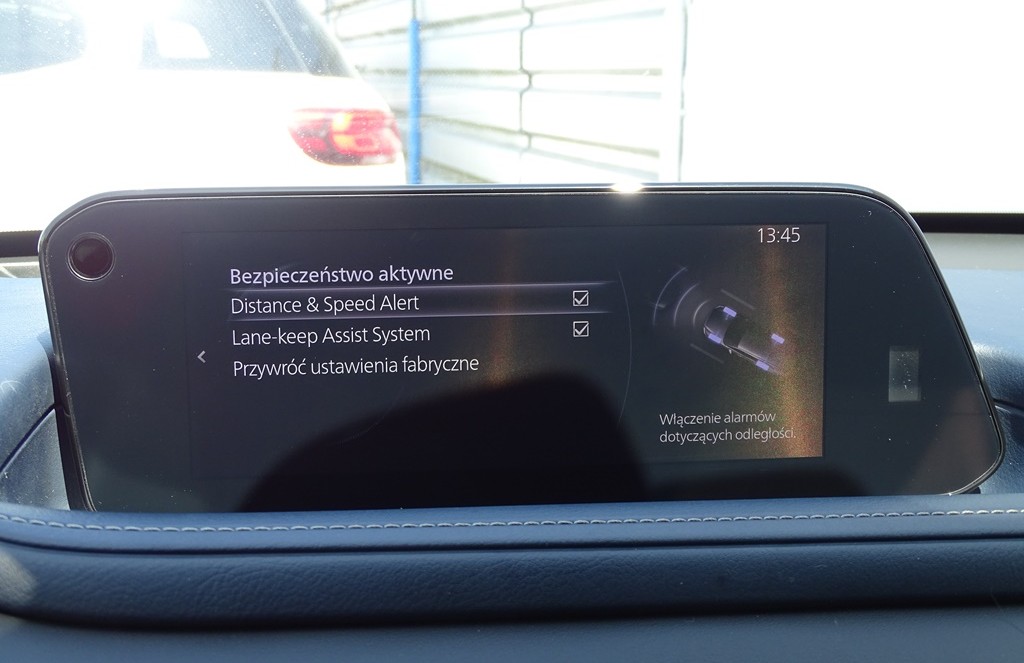 13:45
Bezpieczeństwo aktywne
Distance & Speed Alert
Lane-keep Assist System
Przywróć ustawienia fabryczne
Włączenie alarmów
dotyczących odległości.